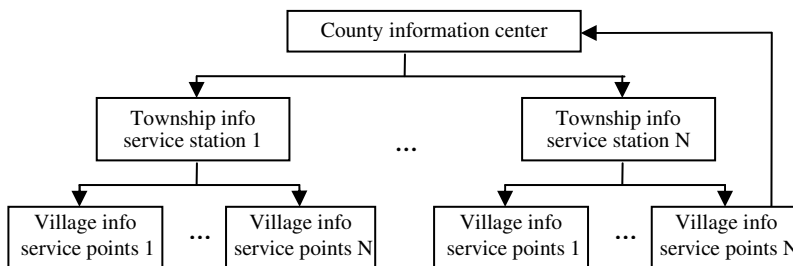 County information center
Township info
service station 1
...
Township info
service station N
Village info
service points 1
...
Village info
service points N
Village info
service points 1
...
Village info
service points N